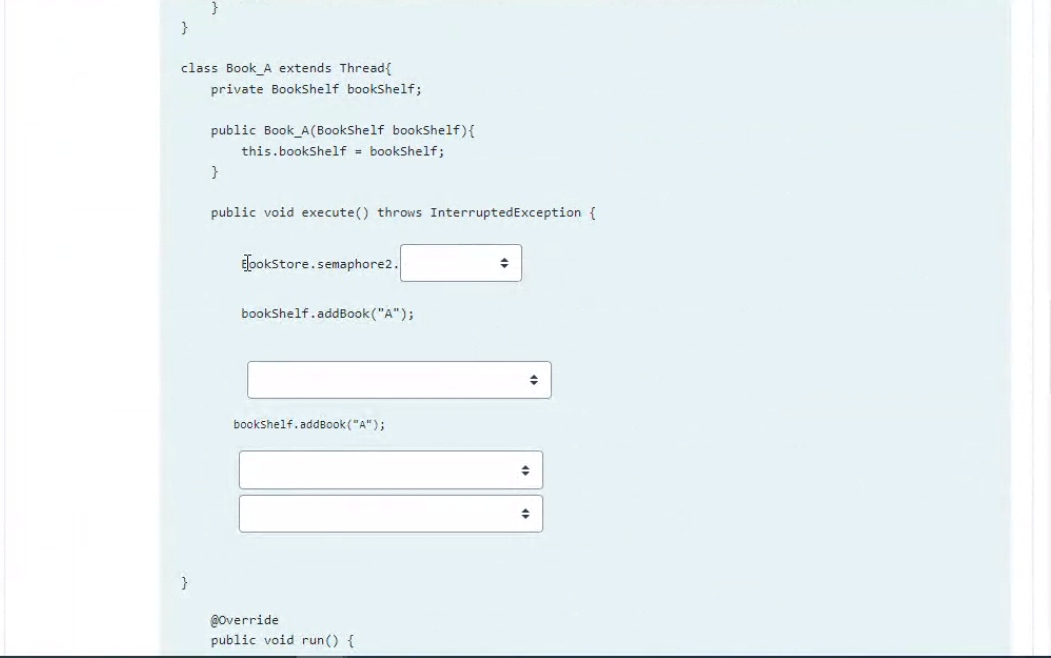 }
}
class Book_A extends Thread{
private BookShelf bookShelf;
public Book_A(BookShelf bookShelf){
this.bookShelf = bookShelf;
}
public void execute() throws InterruptedException {
BookStore.semaphore2.
bookShelf.addBook("A");
bookShelf.addBook("A");
}
@Override
public void run() {